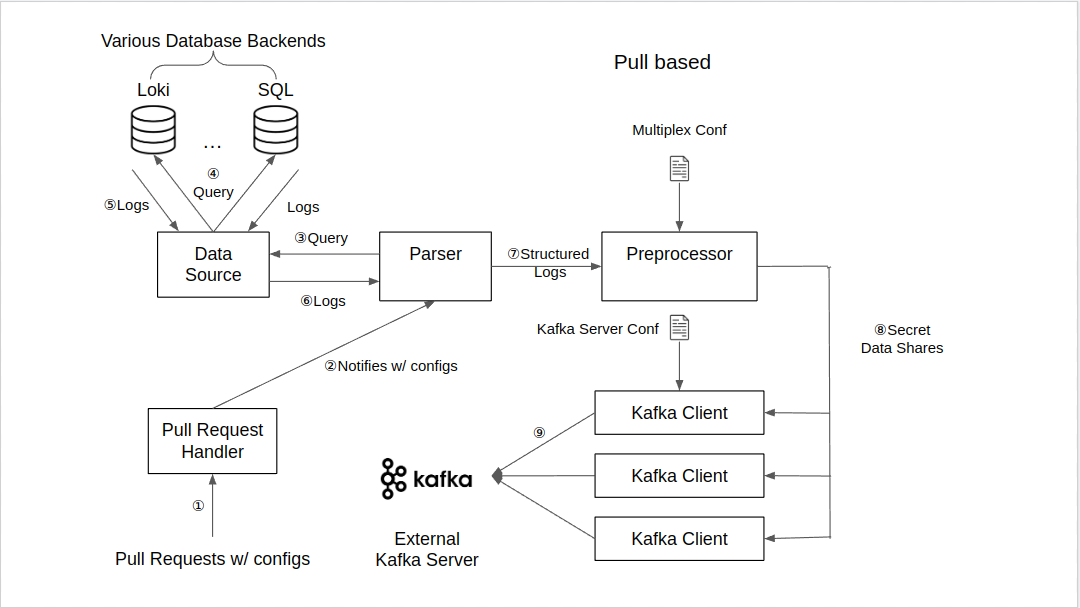 Various Database Backends
Pull based
Loki
SQL
Multiplex Conf
...
④
Query
⑤Logs
Logs
③Query
Data
Source
Parser
⑦Structured
Logs
Preprocessor
⑥Logs
Kafka Server Conf
⑧Secret
Data Shares
②Notifies w/ configs
Pull Request
Handler
Kafka Client
⑨
kafka
Kafka Client
①
External
Kafka Server
Kafka Client
Pull Requests w/ configs